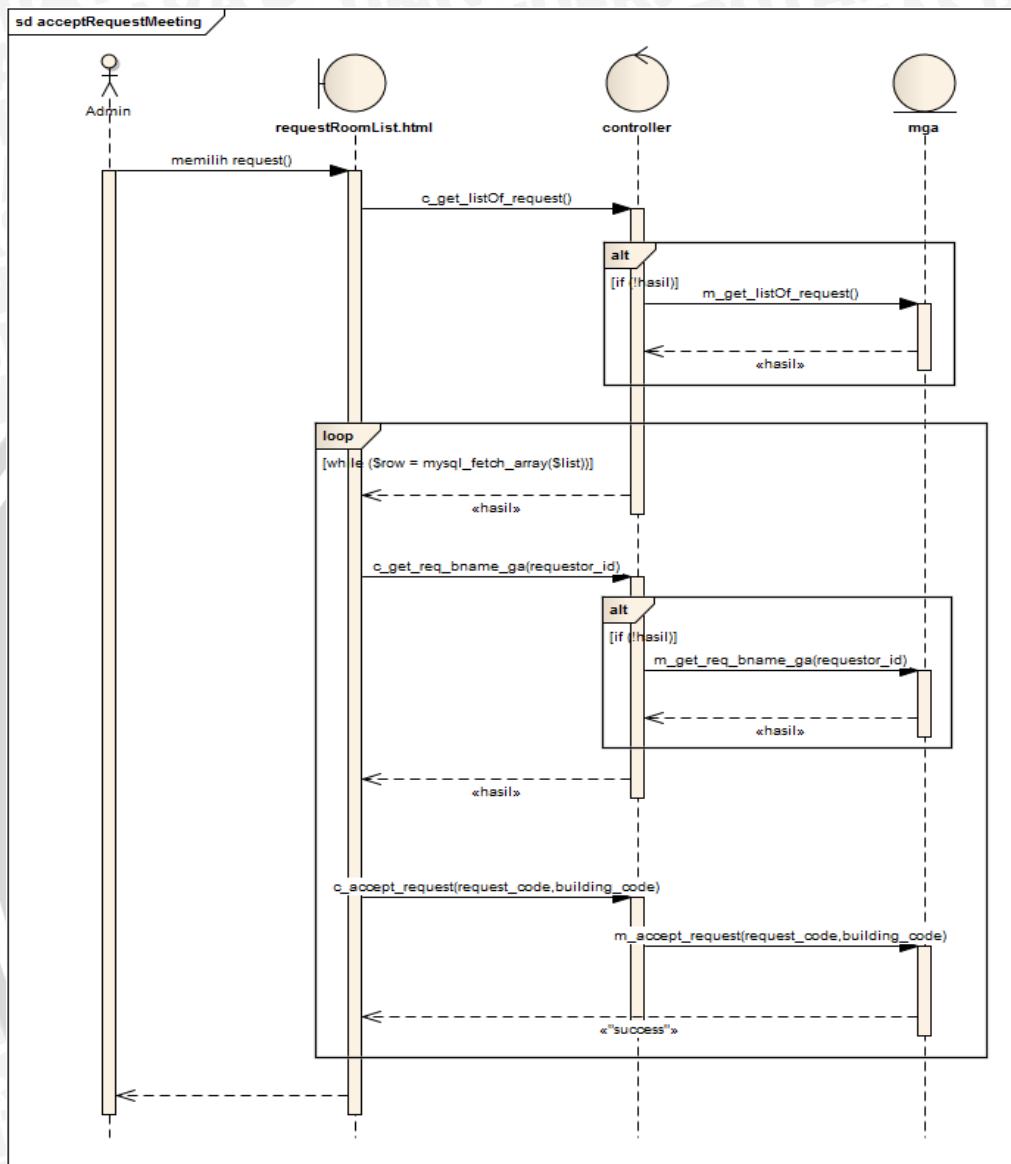 sd acceptRequestMeeting
Admin
requestRoomList.html
controller
mga
memilih request()
c_get_listOf_request()
alt
[if (!hasil)]
m_get_listOf_request()
«hasil»
loop
[while ($row = mysql_fetch_array($list))]
«hasil»
c_get_req_bname_ga(requestor_id)
alt
[if (!hasil)]
m_get_req_bname_ga(requestor_id)
«hasil»
«hasil»
c_accept_request(request_code,building_code)
m_accept_request(request_code,building_code)
«"success"»